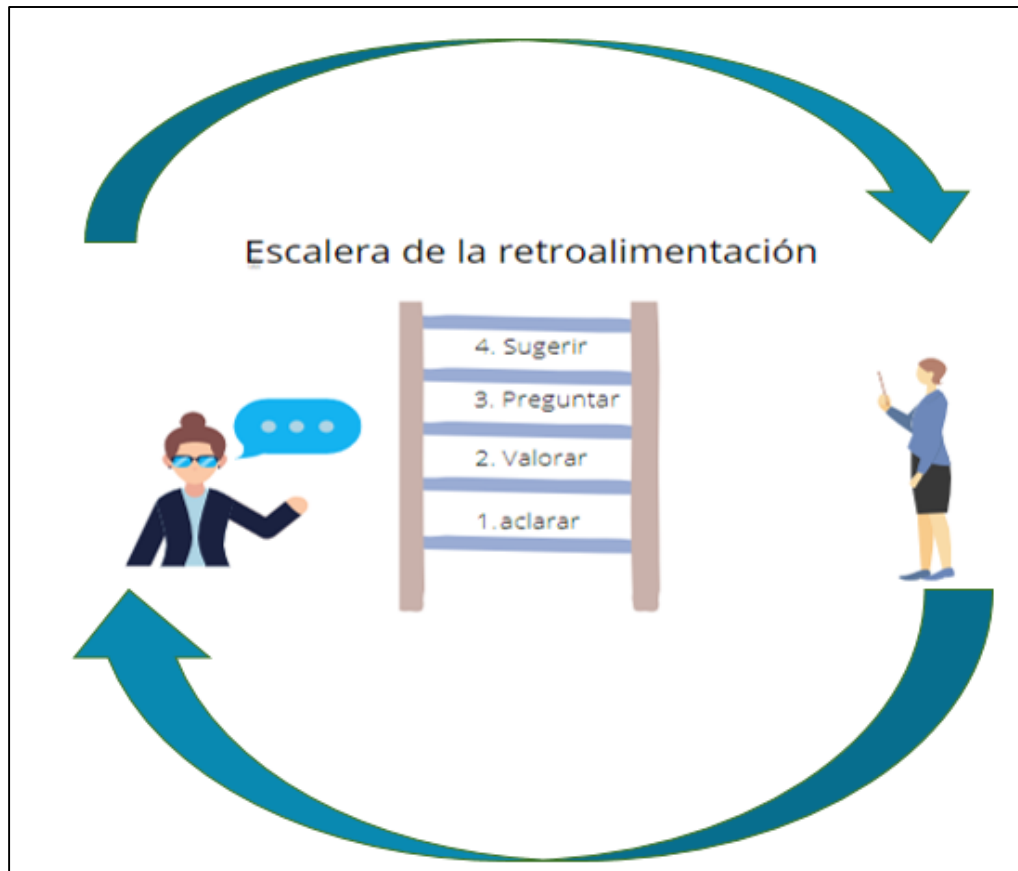 Escalera de la retroalimentación
4. Sugerir
3. Preguntar
2. Valorar
1.aclarar